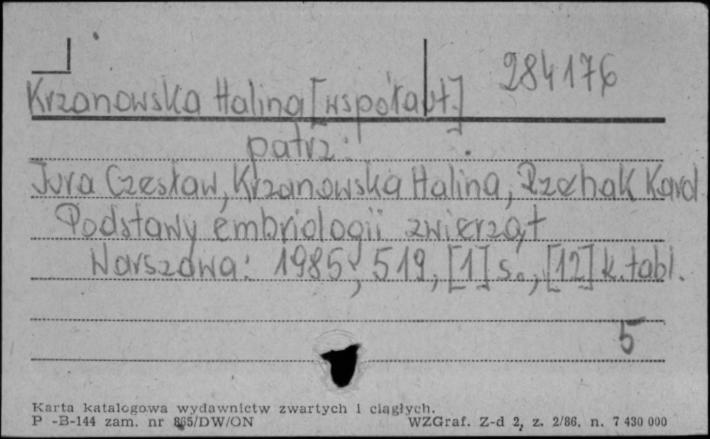 284176
Krzanowska Halina [współaut.]
patrz:
Jura Czesław, Krzanowska Halina, Rzehak Karol
Podstawy embriologii zwierząt
Warszawa: 1985; 519, [1] s., [12] k. tabl.
5
Karta katalogowa wydawnictw zwartych i ciągłych.
P -B-144 zam. nr 865/DW/ON WZGraf. Z-d 2, z. 2/86. n. 7 430 000